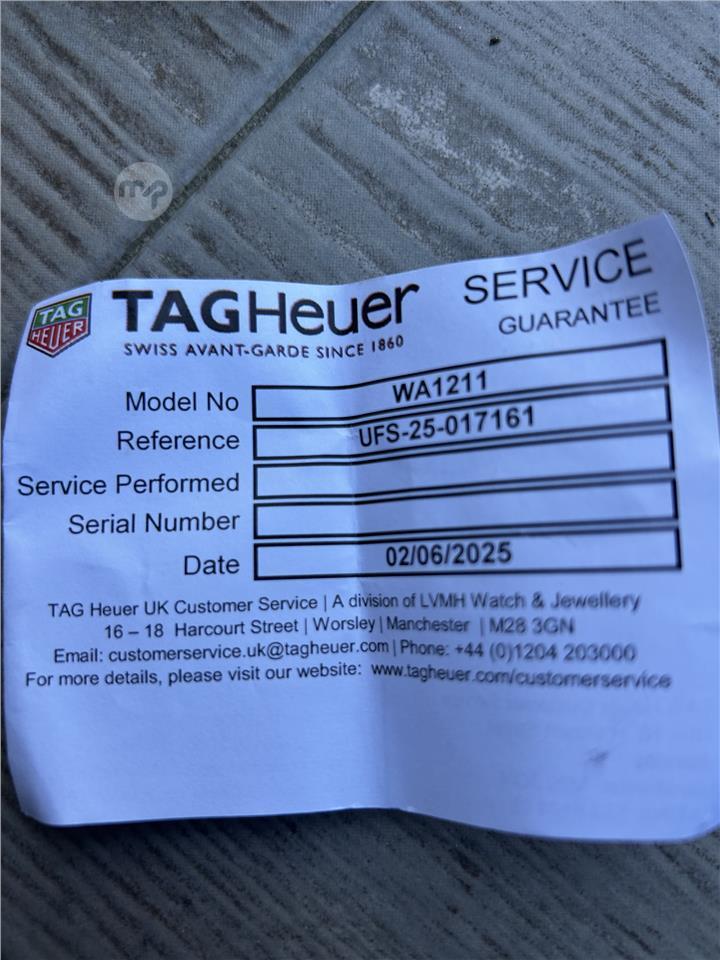 mp
TAG
HEUER
TAGHeuer
SWISS AVANT-GARDE SINCE 1860
SERVICE
GUARANTEE
Model No WA1211
Reference UFS-25-017161
Service Performed
Serial Number
Date 02/06/2025
TAG Heuer UK Customer Service | A division of LVMH Watch & Jewellery
16 – 18 Harcourt Street | Worsley | Manchester | M28 3GN
Email: customerservice.uk@tagheuer.com | Phone: +44 (0)1204 203000
For more details, please visit our website: www.tagheuer.com/customerservice